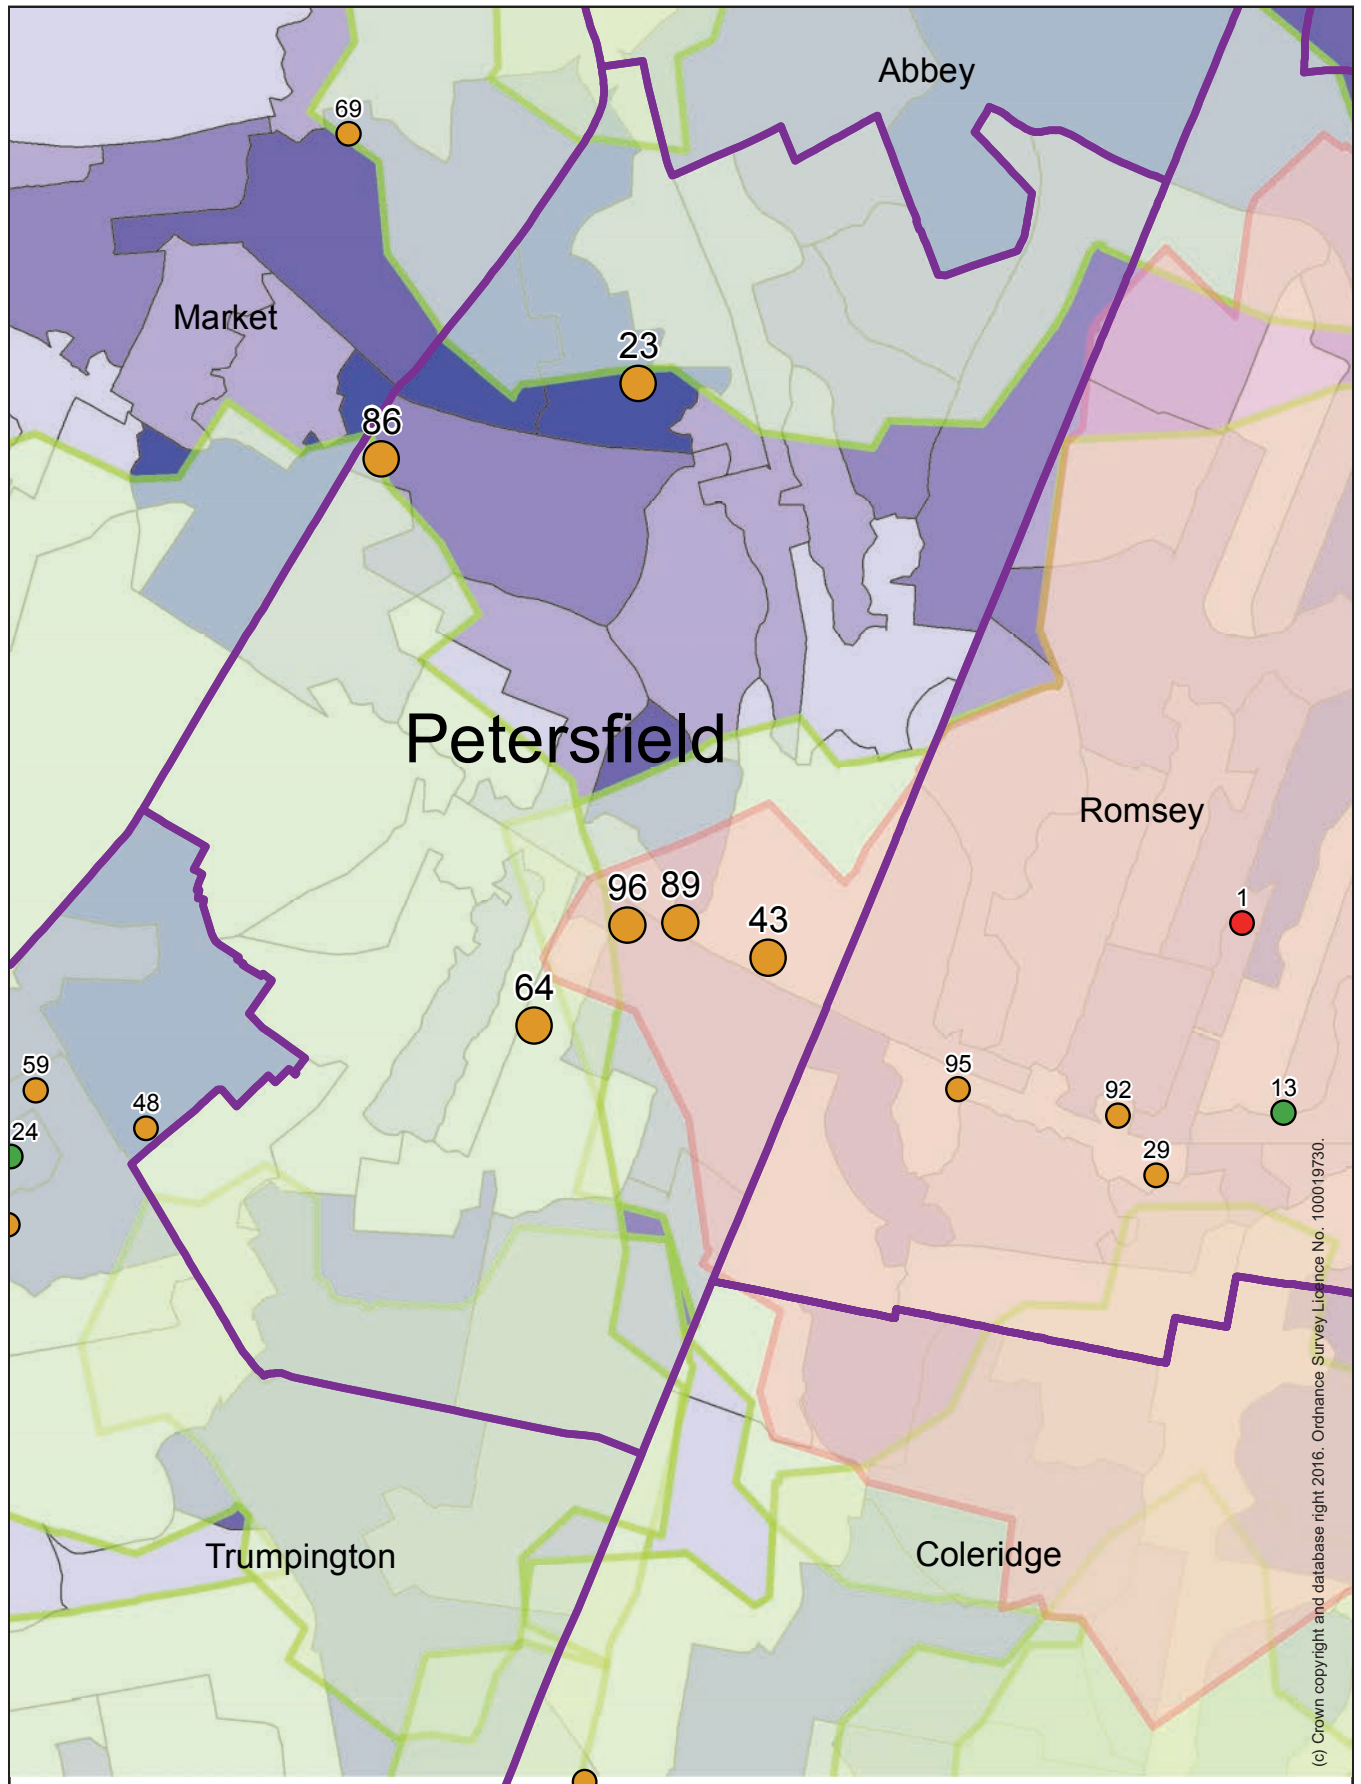 Abbey
69
Market
23
86
Petersfield
Romsey
96
89
43
1
64
59
48
24
95
92
13
29
Trumpington
Coleridge
(c) Crown copyright and database right 2016. Ordnance Survey Licence No. 100019730.